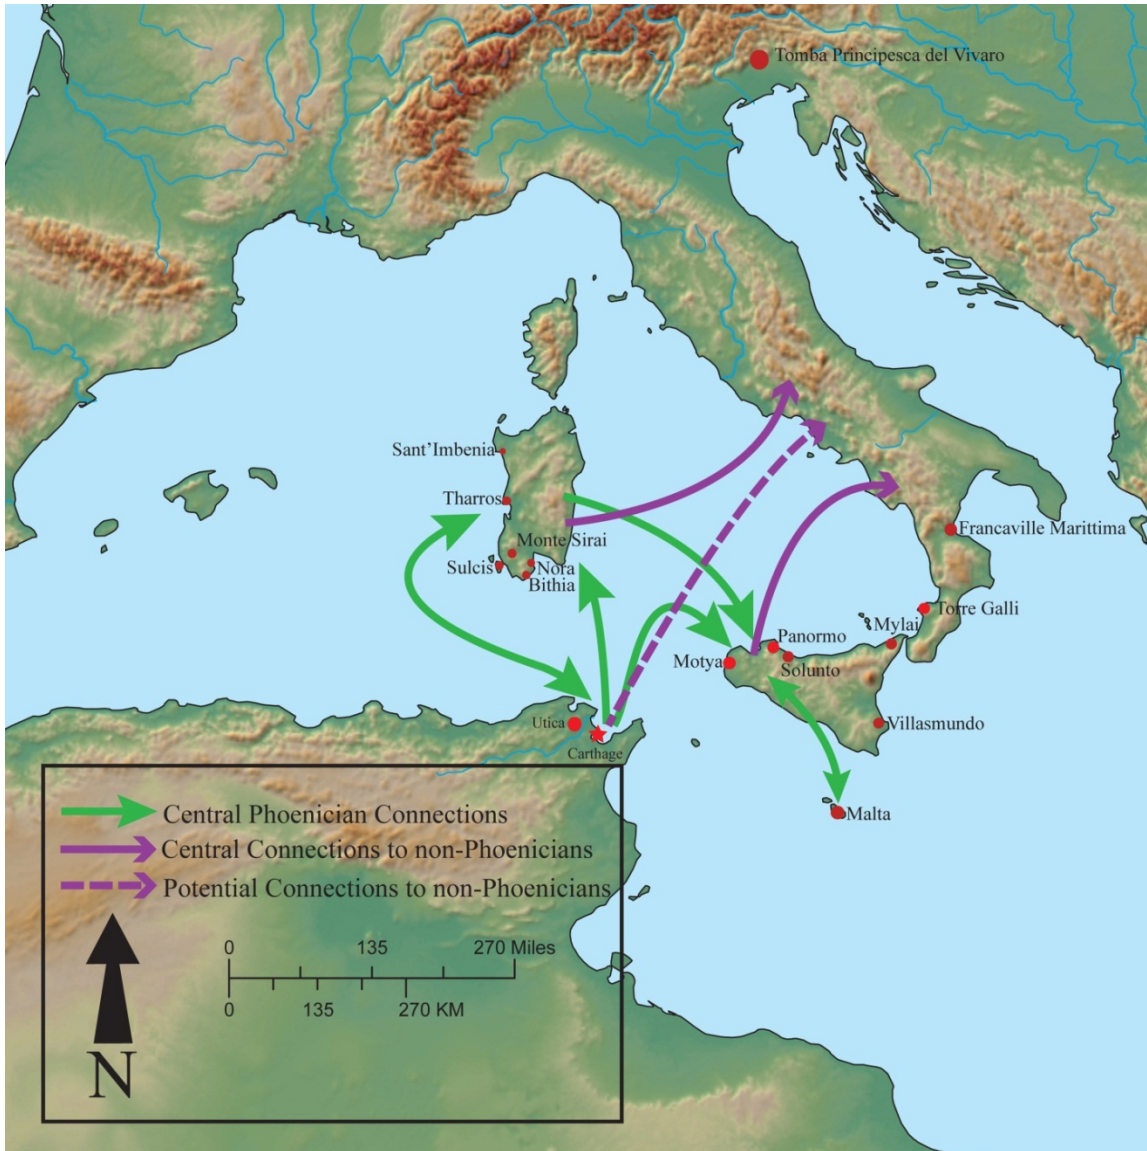 Tomba Principesca del Vivaro
Sant'Imbenia
Tharros
Francaville Marittima
Monte Sirai
Sulcis
Nora
Bithia
Torre Galli
Mylai
Panormo
Motya
Solunto
Utica
Villasmundo
Carthage
Malta
Central Phoenician Connections
Central Connections to non-Phoenicians
Potential Connections to non-Phoenicians
0 135 270 Miles
0 135 270 KM
N